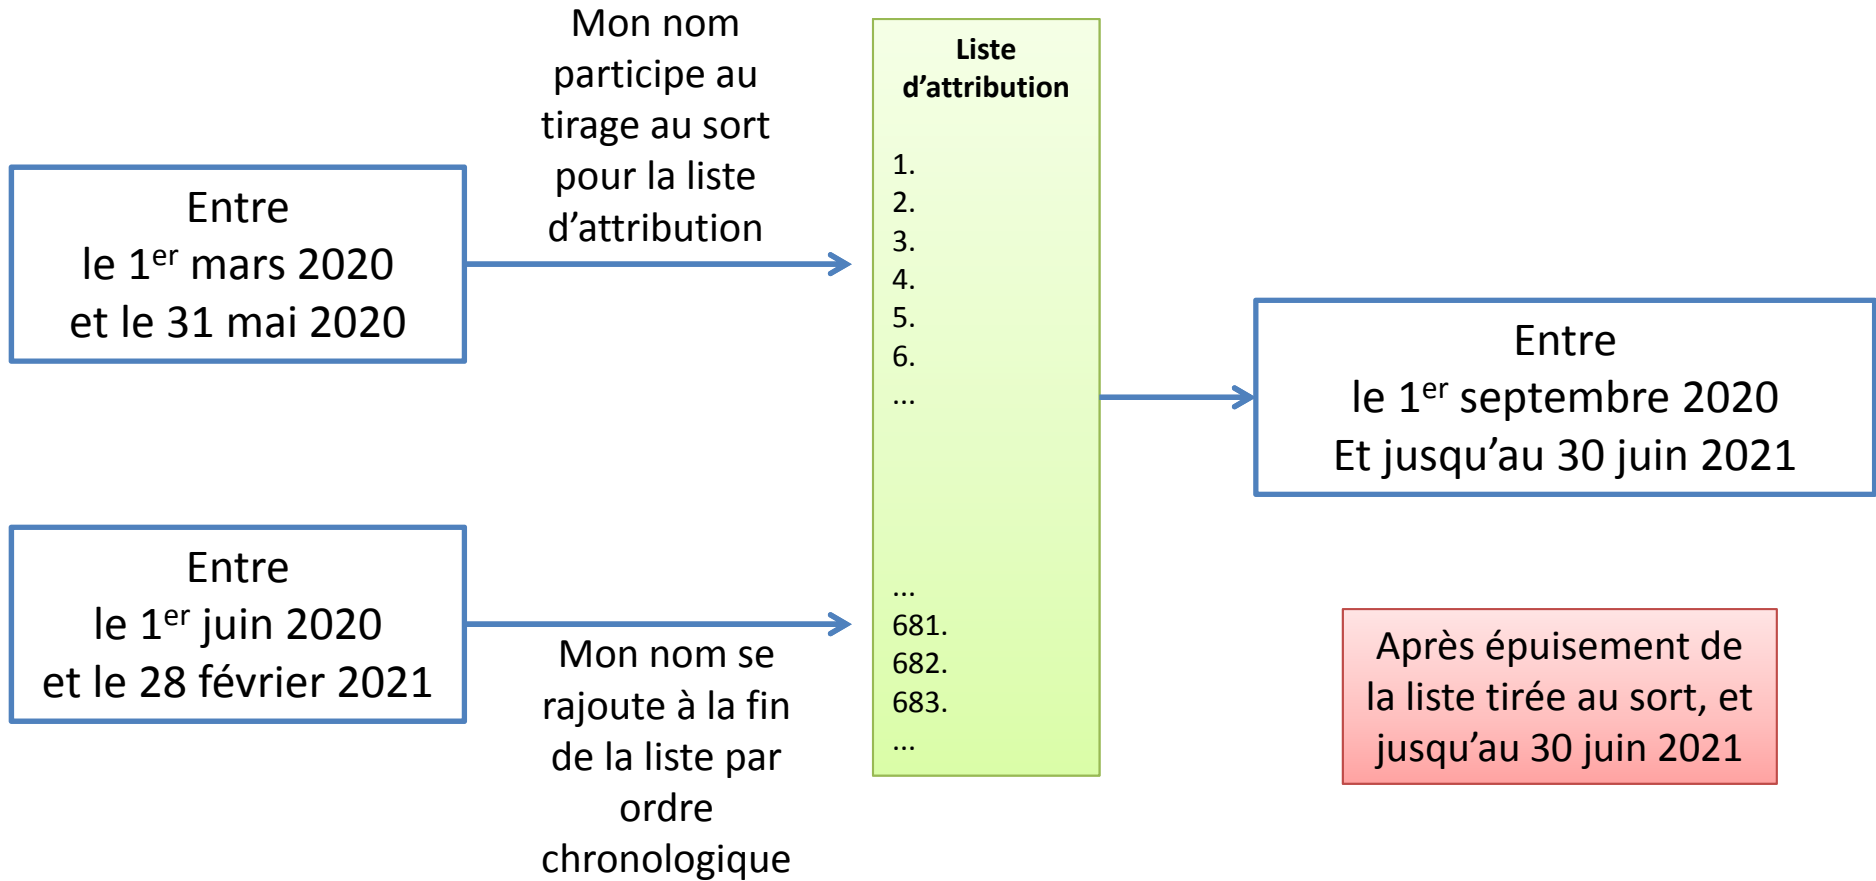 Mon nom
participe au
tirage au sort
pour la liste
d'attribution
Entre
le 1er mars 2020
et le 31 mai 2020
Liste
d'attribution
1.
2.
3.
4.
5.
6.
...
...
681.
682.
683.
...
Entre
le 1er septembre 2020
Et jusqu'au 30 juin 2021
Entre
le 1er juin 2020
et le 28 février 2021
Mon nom se
rajoute à la fin
de la liste par
ordre
chronologique
Après épuisement de
la liste tirée au sort, et
jusqu'au 30 juin 2021